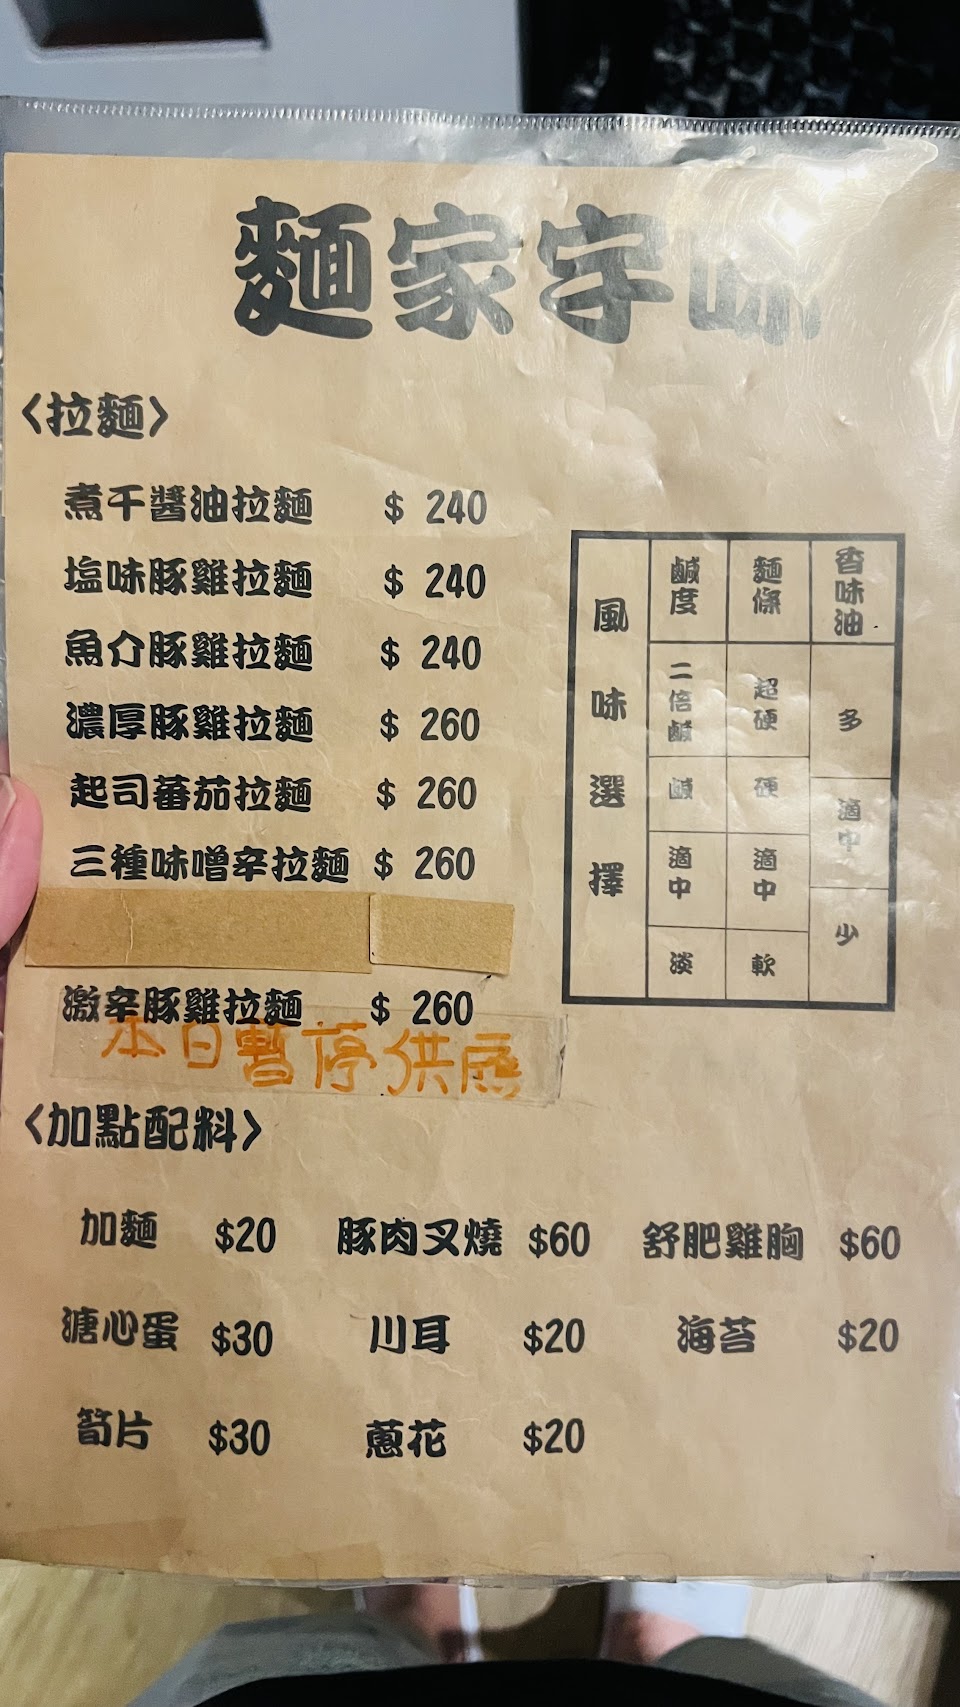 麵家字味
<拉麵>
煮干醬油拉麵 $ 240
塩味豚雞拉麵 $ 240
魚介豚雞拉麵 $ 240
濃厚豚雞拉麵 $ 260
起司蕃茄拉麵 $ 260
三種味噌辛拉麵 $ 260
激辛豚雞拉麵 $ 260
本日暫停供應
風味選擇
鹹度 麵條 香味油
二倍鹹 超硬 多
鹹 硬 適中
適中 適中 少
淡 軟
<加點配料>
加麵 $20 豚肉叉燒 $60 舒肥雞胸 $60
溏心蛋 $30 川耳 $20 海苔 $20
筍片 $30 蔥花 $20